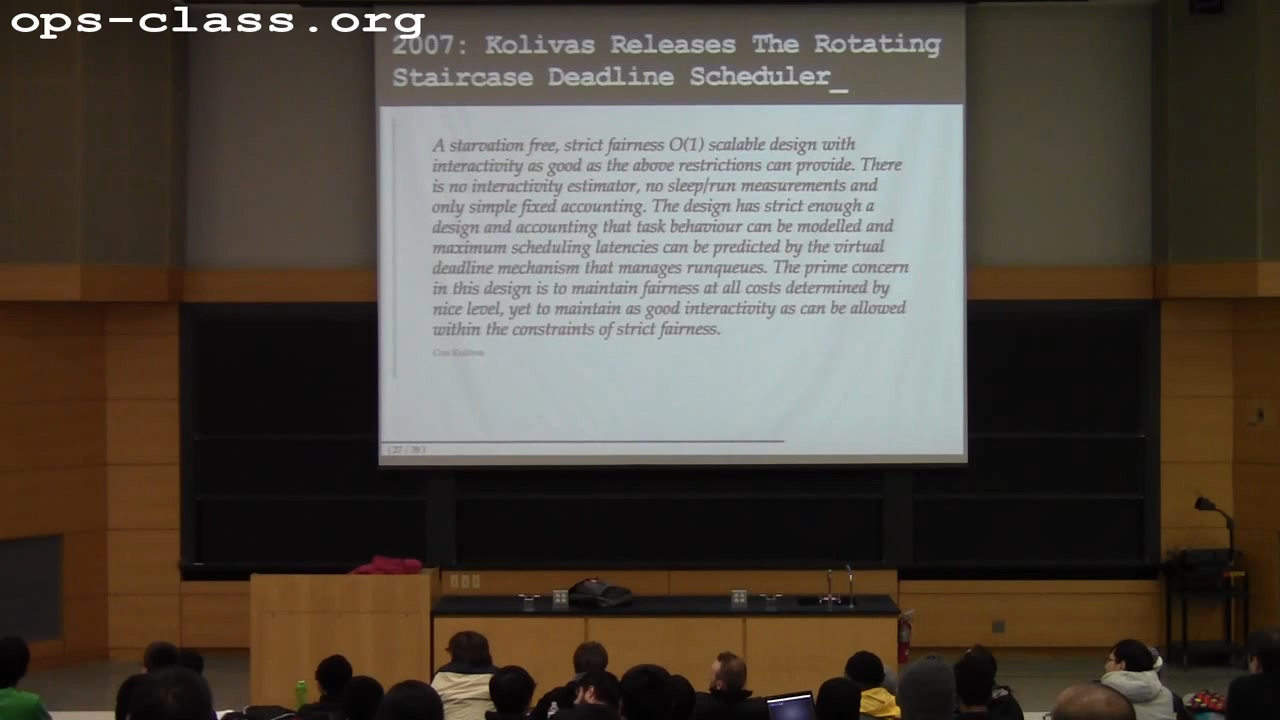 ops-class.org
2007: Kolivas Releases The Rotating
Staircase Deadline Scheduler_
A starvation free, strict fairness O(1) scalable design with
interactivity as good as the above restrictions can provide. There
is no interactivity estimator, no sleep/run measurements and
only simple fixed accounting. The design has strict enough a
design and accounting that task behaviour can be modelled and
maximum scheduling latencies can be predicted by the virtual
deadline mechanism that manages runqueues. The prime concern
in this design is to maintain fairness at all costs determined by
nice level, yet to maintain as good interactivity as can be allowed
within the constraints of strict fairness.
Con Kolivas